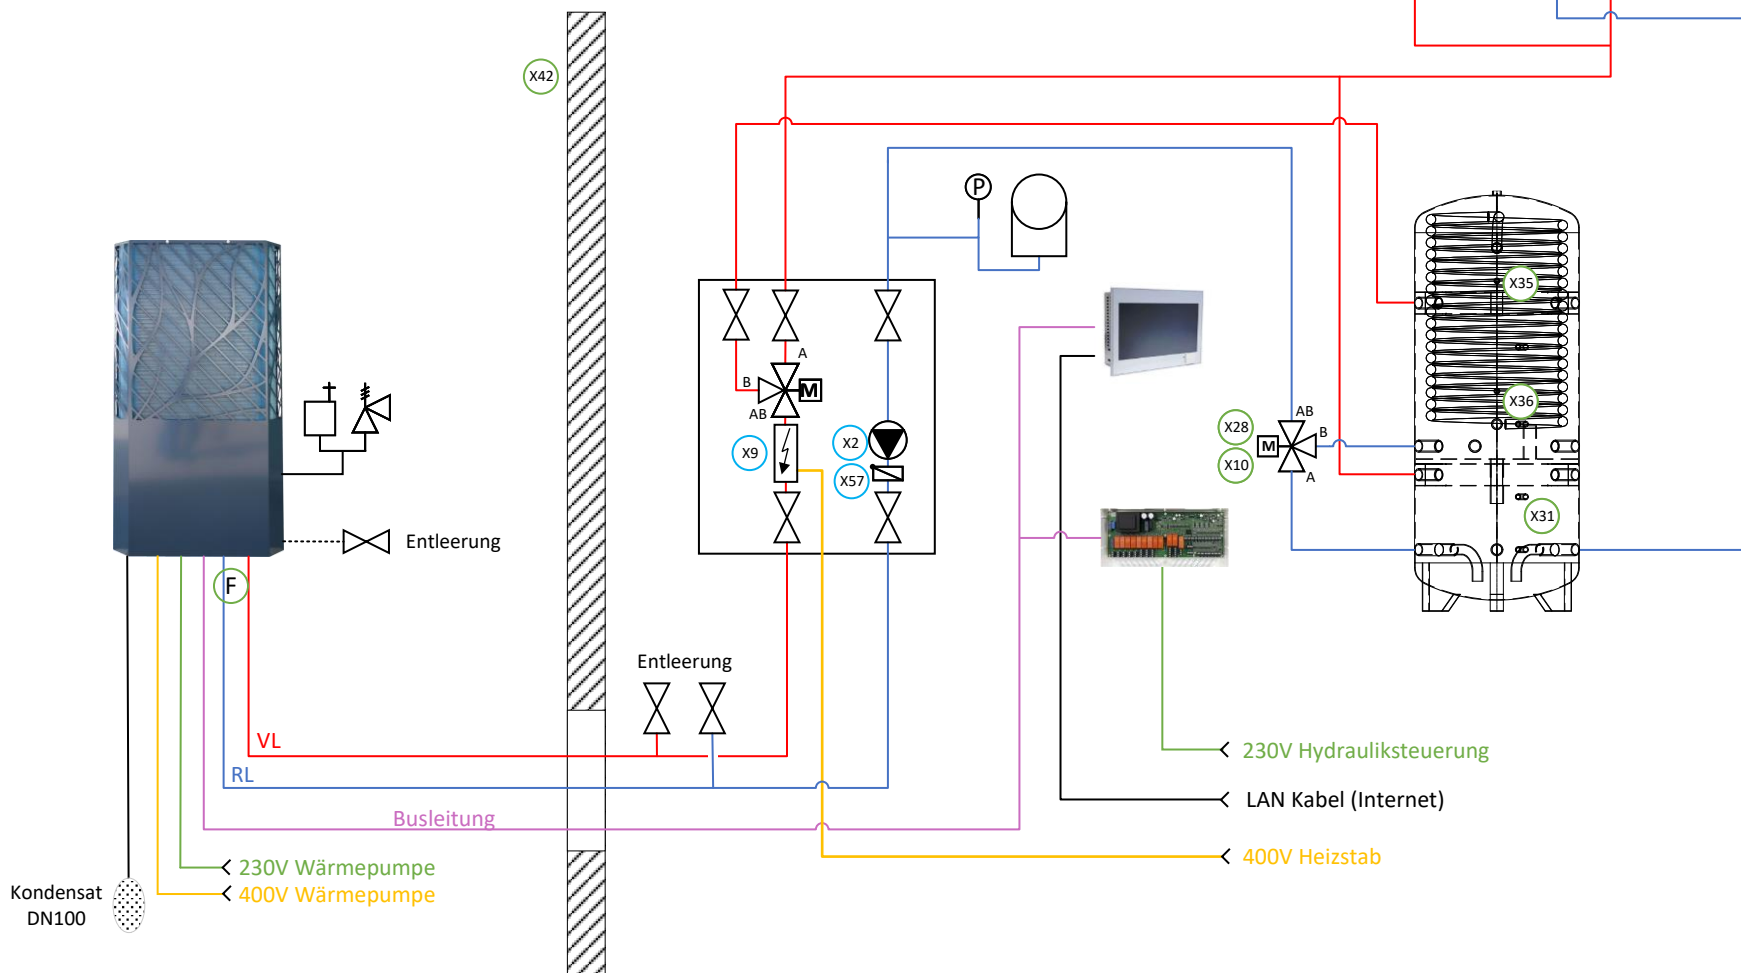 X42
P
X35
A
B
M
AB
X36
AB
X28
X2
B
M
X9
X10
X57
A
X31
Entleerung
F
Entleerung
VL
230V Hydrauliksteuerung
RL
LAN Kabel (Internet)
Busleitung
400V Heizstab
230V Wärmepumpe
400V Wärmepumpe
Kondensat
DN100